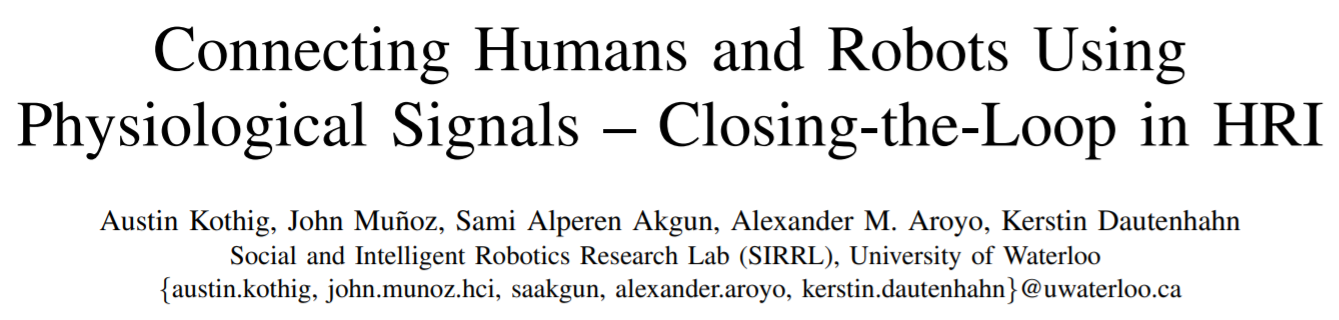 Connecting Humans and Robots Using
Physiological Signals – Closing-the-Loop in HRI
Austin Kothig, John Muñoz, Sami Alperen Akgun, Alexander M. Aroyo, Kerstin Dautenhahn
Social and Intelligent Robotics Research Lab (SIRRL), University of Waterloo
{austin.kothig, john.munoz.hci, saakgun, alexander.aroyo, kerstin.dautenhahn}@uwaterloo.ca